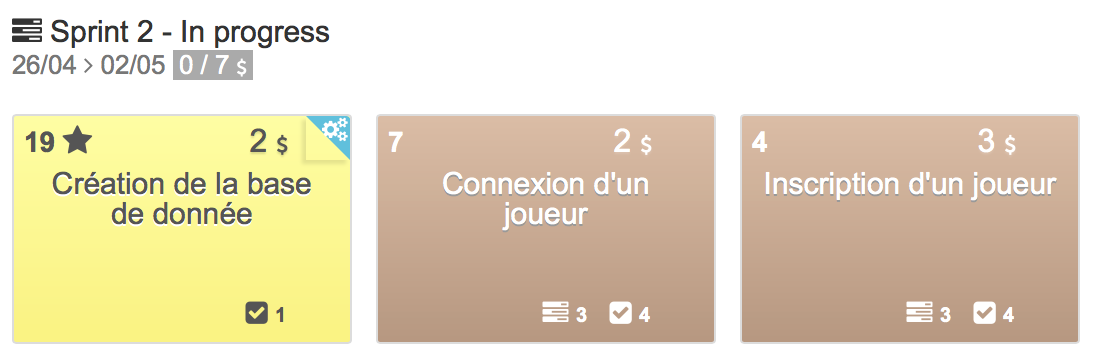 Sprint 2 - In progress
26/04 > 02/05 0 / 7 $
19 2 $
Création de la base
de donnée
1
7 2 $
Connexion d'un
joueur
3 4
4 3 $
Inscription d'un joueur
3 4